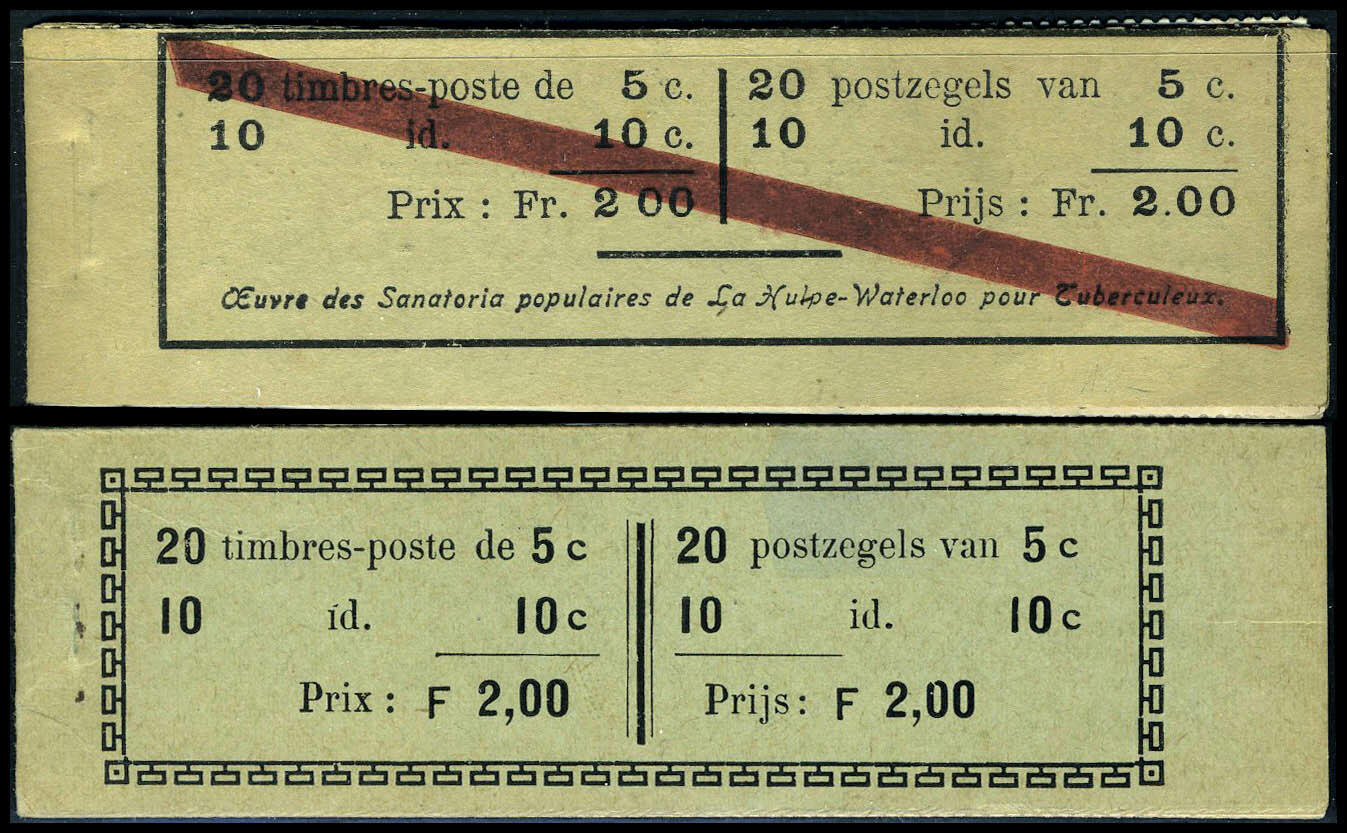 20 timbres-poste de 5 c.
10 id. 10 c.
Prix : Fr. 2 00
20 postzegels van 5 c.
10 id. 10 c.
Prijs : Fr. 2.00
Œuvre des Sanatoria populaires de La Hulpe-Waterloo pour Tuberculeux.
20 timbres-poste de 5 c
10 id. 10 c
Prix : F 2,00
20 postzegels van 5 c
10 id. 10 c
Prijs : F 2,00